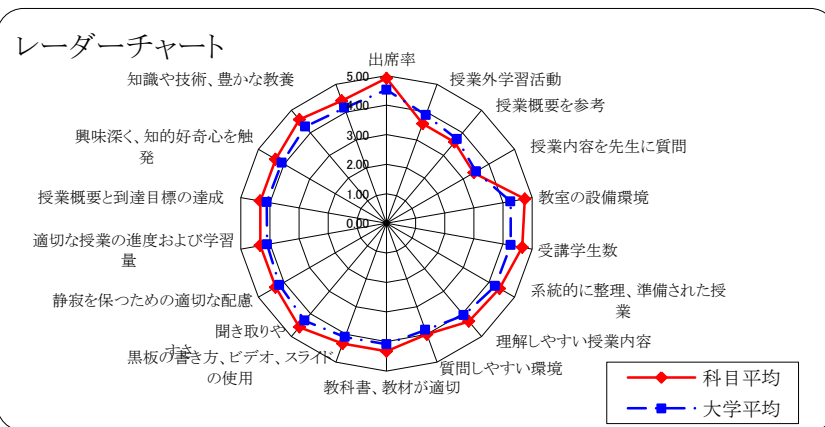 レーダーチャート
出席率
授業外学習活動
授業概要を参考
授業内容を先生に質問
教室の設備環境
受講学生数
系統的に整理、準備された授
業
理解しやすい授業内容
質問しやすい環境
教科書、教材が適切
黒板の書き方、ビデオ、スライド
の使用
聞き取りや
すさ
静寂を保つための適切な配慮
適切な授業の進度および学習
量
授業概要と到達目標の達成
興味深く、知的好奇心を触
発
知識や技術、豊かな教養
5.00
4.00
3.00
2.00
1.00
0.00
科目平均
大学平均